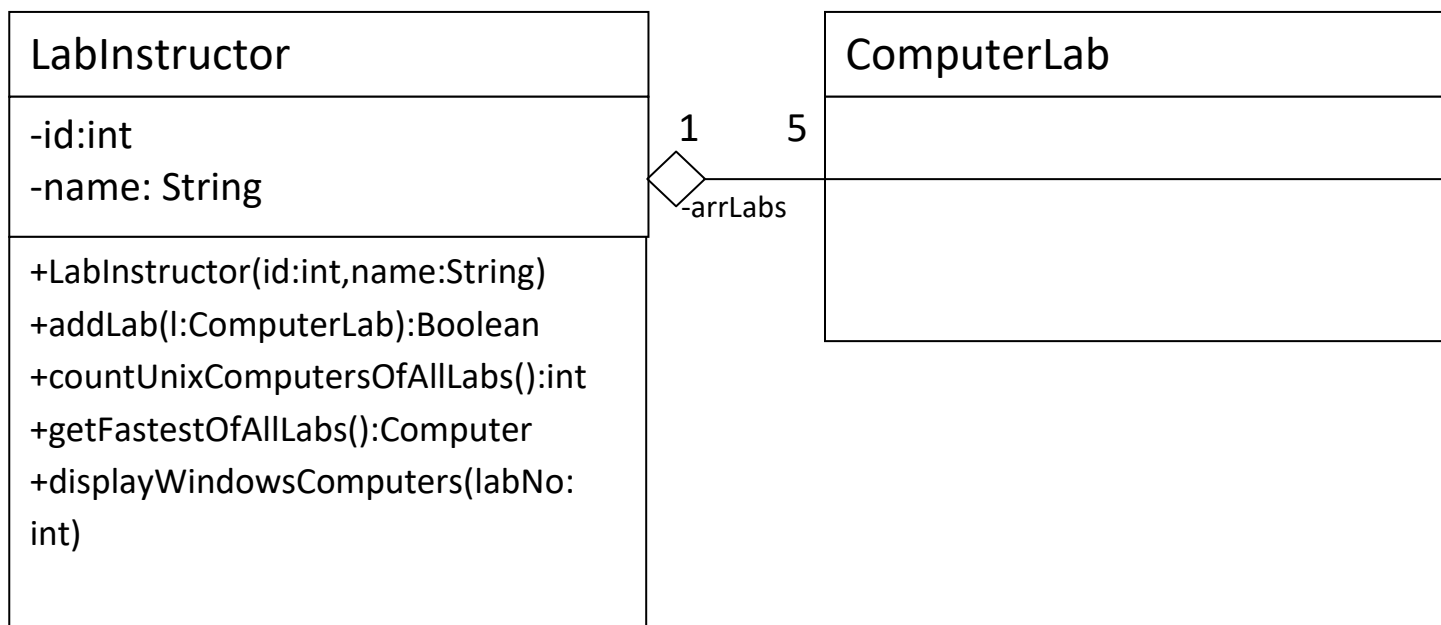 LabInstructor
-id:int
-name: String
+LabInstructor(id:int,name:String)
+addLab(l:ComputerLab):Boolean
+countUnixComputersOfAllLabs():int
+getFastestOfAllLabs():Computer
+displayWindowsComputers(labNo:
int)
1 5
-arrLabs
ComputerLab